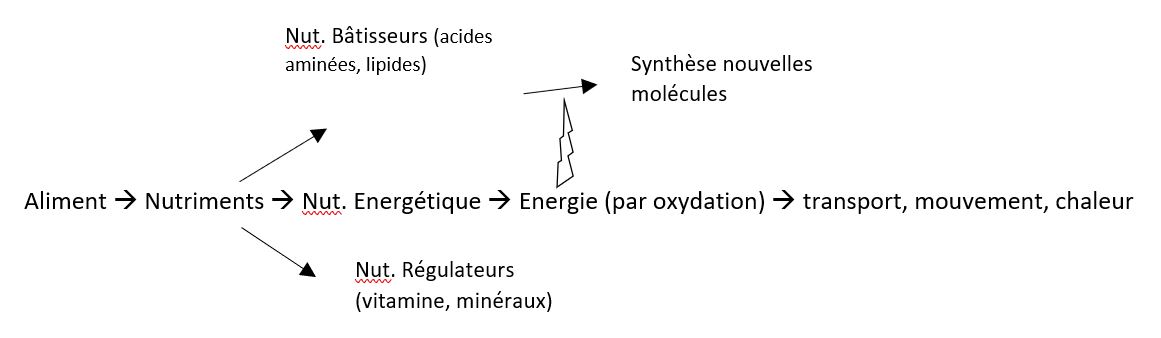 Nut. Bâtisseurs (acides
aminées, lipides)
Synthèse nouvelles
molécules
Aliment → Nutriments → Nut. Energétique → Energie (par oxydation) → transport, mouvement, chaleur
Nut. Régulateurs
(vitamine, minéraux)